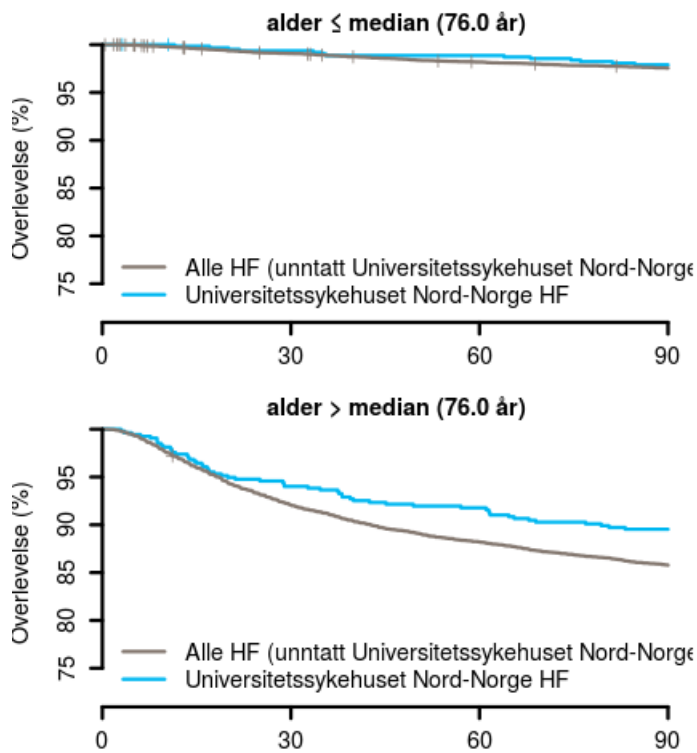 alder ≤ median (76.0 år)
Overlevelse (%)
95
90
85
80
75
Alle HF (unntatt Universitetssykehuset Nord-Norge
Universitetssykehuset Nord-Norge HF
0 30 60 90
alder > median (76.0 år)
Overlevelse (%)
95
90
85
80
75
Alle HF (unntatt Universitetssykehuset Nord-Norge
Universitetssykehuset Nord-Norge HF
0 30 60 90